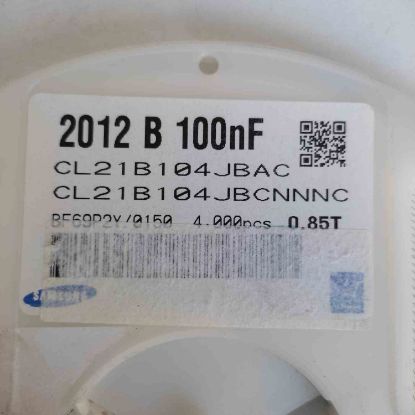 2012 B 100nF
CL21B104JBAC
CL21B104JBCNNNC
BF69P2Y/0150 4,000pcs 0.85T
SAMSUNG